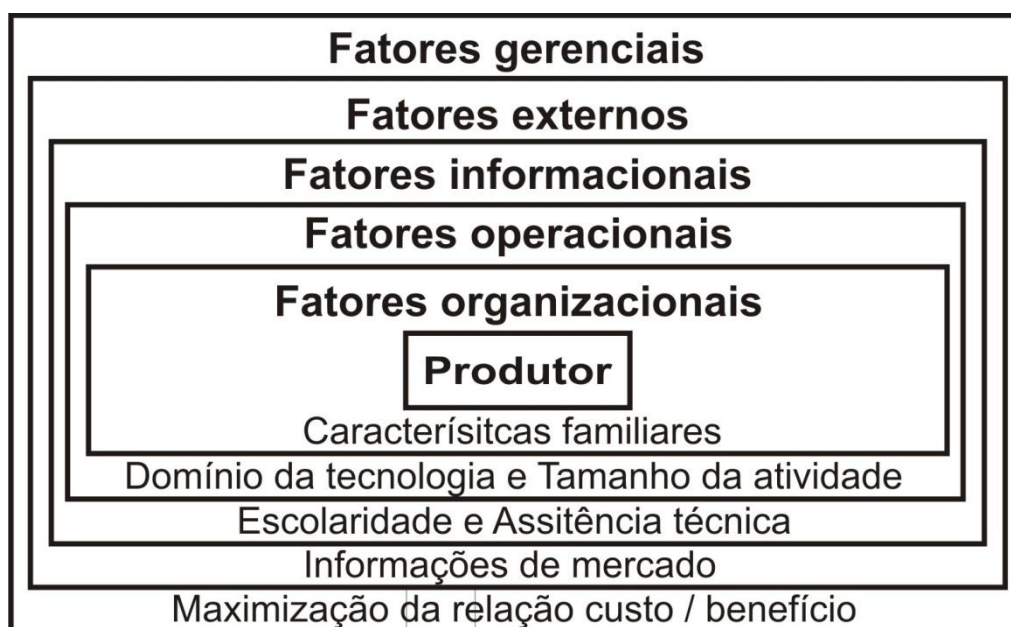 Fatores gerenciais
Fatores externos
Fatores informacionais
Fatores operacionais
Fatores organizacionais
Produtor
Caracterísitcas familiares
Domínio da tecnologia e Tamanho da atividade
Escolaridade e Assitência técnica
Informações de mercado
Maximização da relação custo / benefício